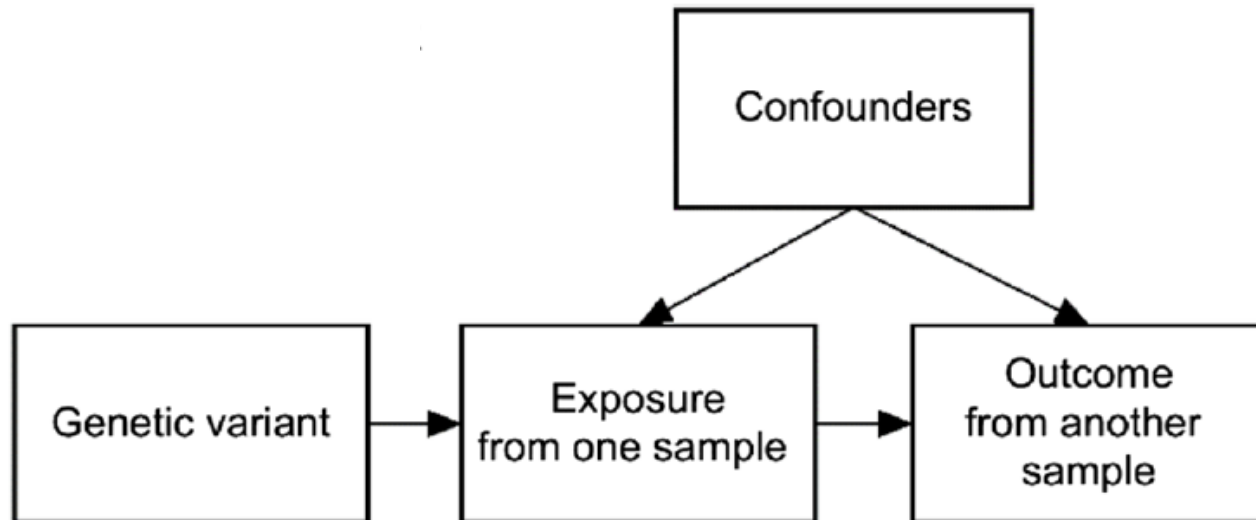 Confounders
Genetic variant
Exposure
from one sample
Outcome
from another
sample